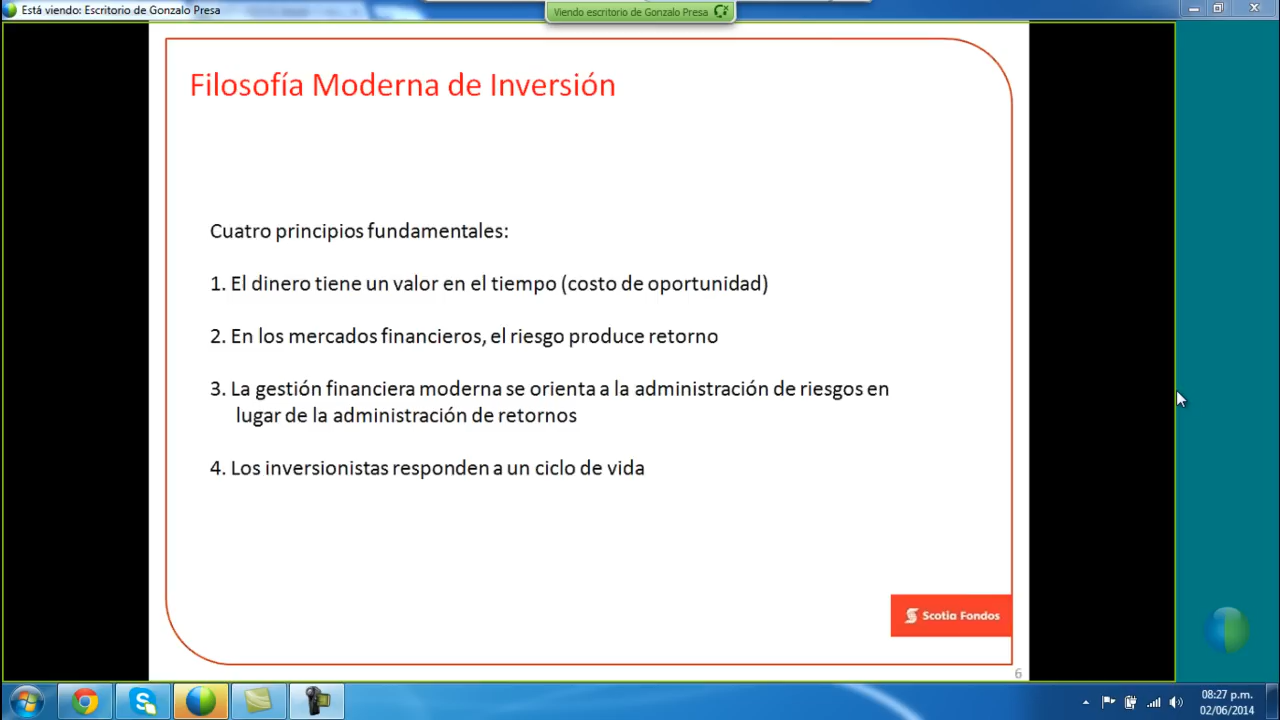 Está viendo: Escritorio de Gonzalo Presa
Viendo escritorio de Gonzalo Presa
Filosofía Moderna de Inversión
Cuatro principios fundamentales:
1. El dinero tiene un valor en el tiempo (costo de oportunidad)
2. En los mercados financieros, el riesgo produce retorno
3. La gestión financiera moderna se orienta a la administración de riesgos en
lugar de la administración de retornos
4. Los inversionistas responden a un ciclo de vida
Scotia Fondos
6
08:27 p.m.
02/06/2014